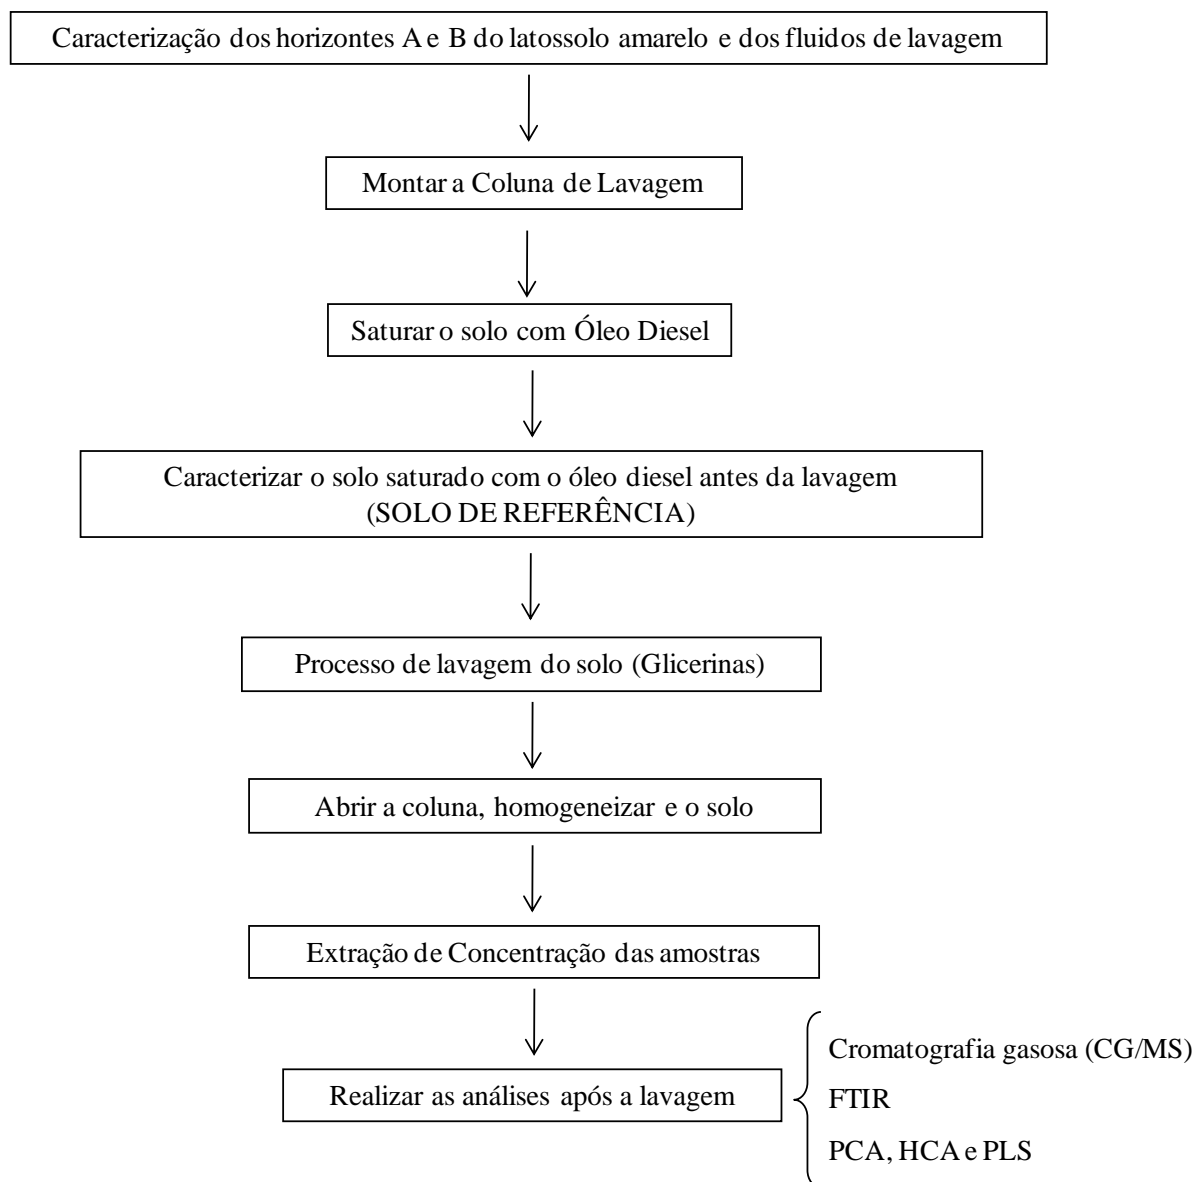 Caracterização dos horizontes A e B do latossolo amarelo e dos fluidos de lavagem
Montar a Coluna de Lavagem
Saturar o solo com Óleo Diesel
Caracterizar o solo saturado com o óleo diesel antes da lavagem
(SOLO DE REFERÊNCIA)
Processo de lavagem do solo (Glicerinas)
Abrir a coluna, homogeneizar e o solo
Extração de Concentração das amostras
Realizar as análises após a lavagem
Cromatografia gasosa (CG/MS)
FTIR
PCA, HCA e PLS